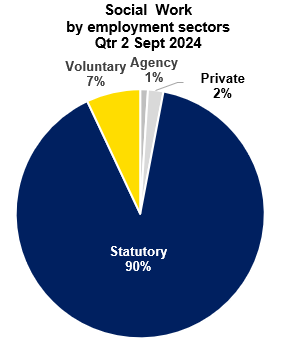 Social Work
by employment sectors
Qtr 2 Sept 2024
Voluntary
7%
Agency
1%
Private
2%
Statutory
90%